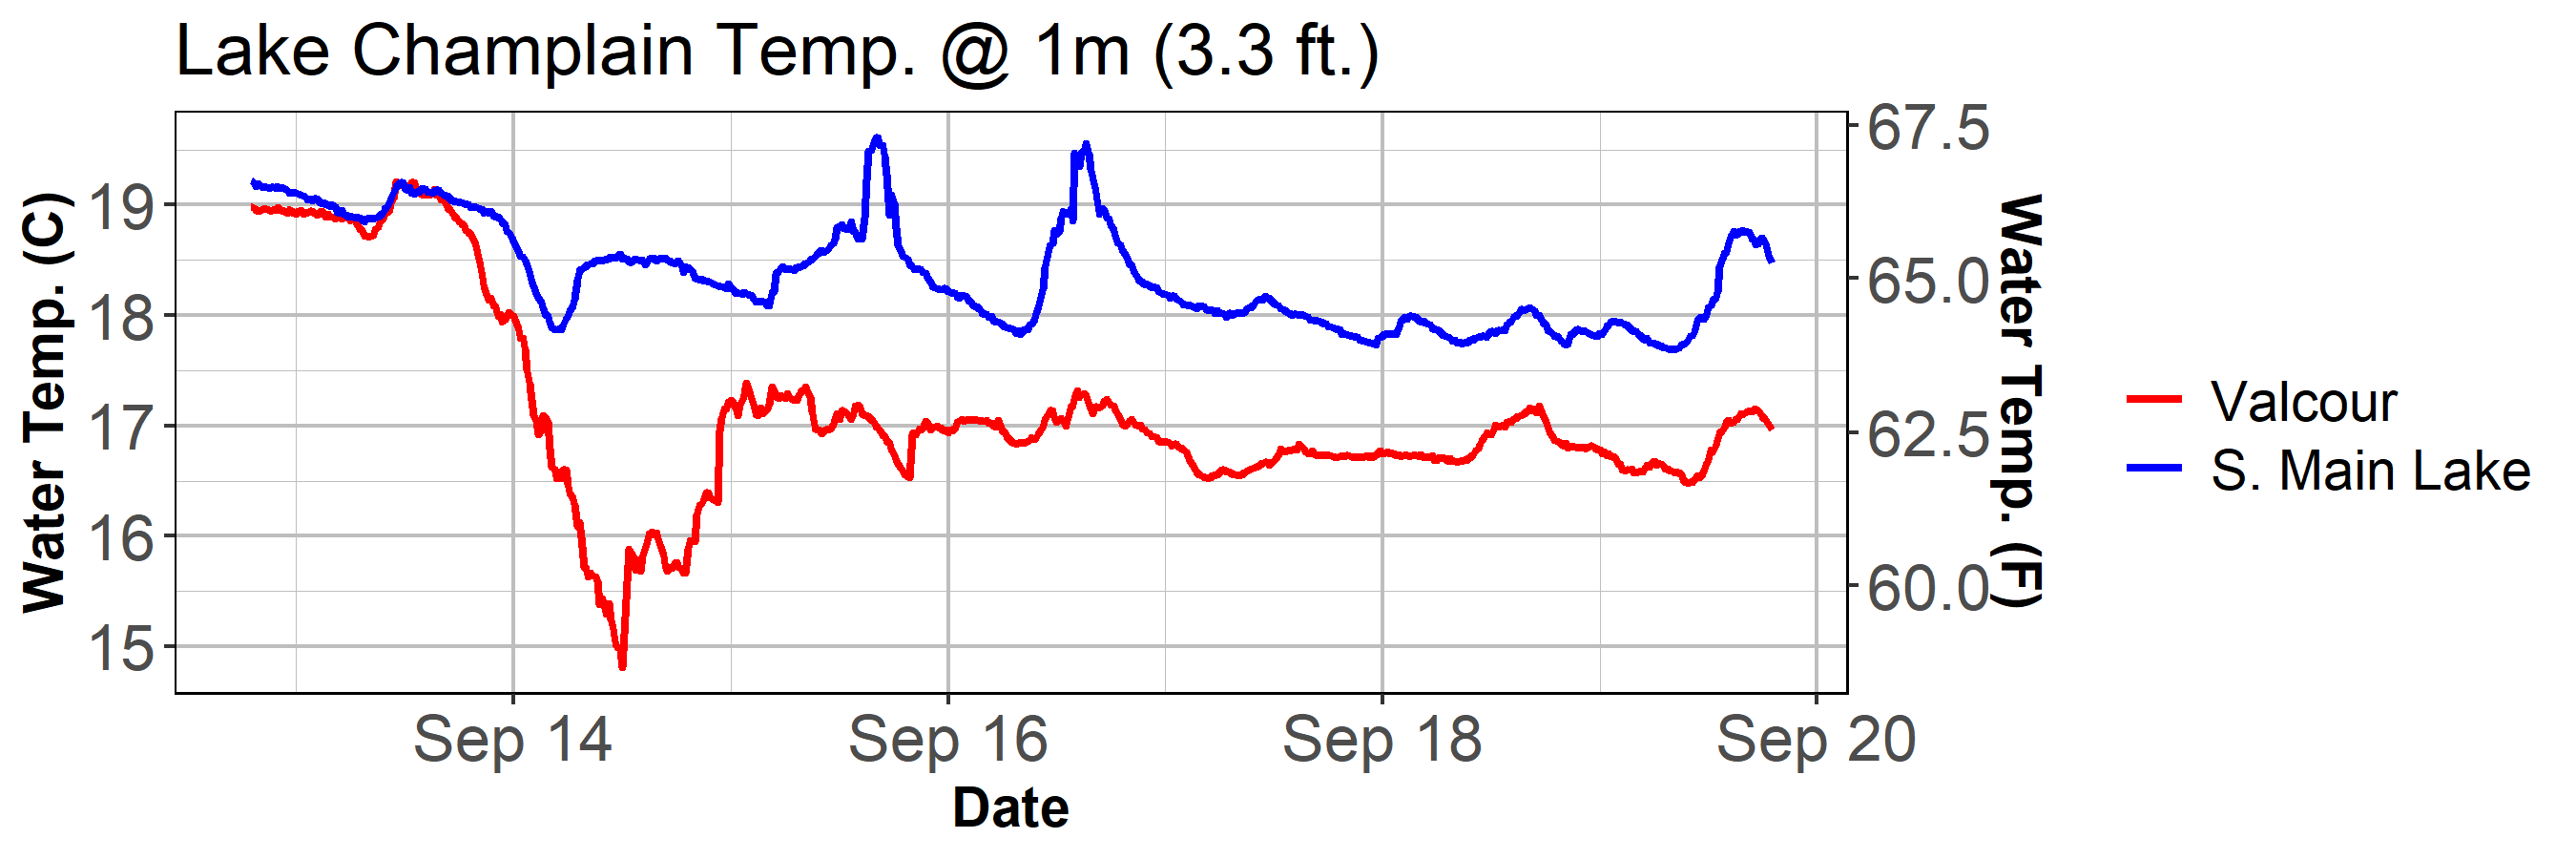 Lake Champlain Temp. @ 1m (3.3 ft.)
Water Temp. (C)
19
18
17
16
15
67.5
65.0
62.5
60.0
Water Temp. (F)
Sep 14
Sep 16
Sep 18
Sep 20
Date
Valcour
S. Main Lake